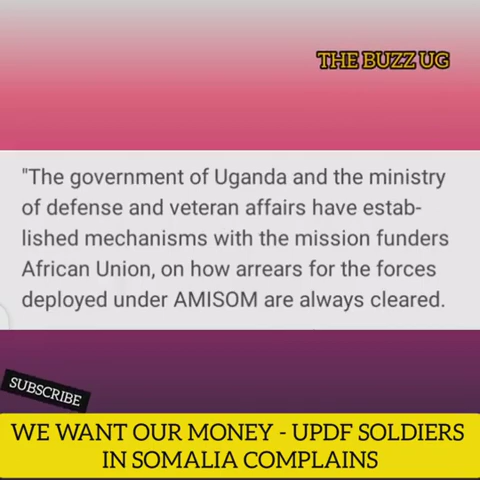 THE BUZZ UG
"The government of Uganda and the ministry
of defense and veteran affairs have estab-
lished mechanisms with the mission funders
African Union, on how arrears for the forces
deployed under AMISOM are always cleared.
SUBSCRIBE
WE WANT OUR MONEY - UPDF SOLDIERS
IN SOMALIA COMPLAINS